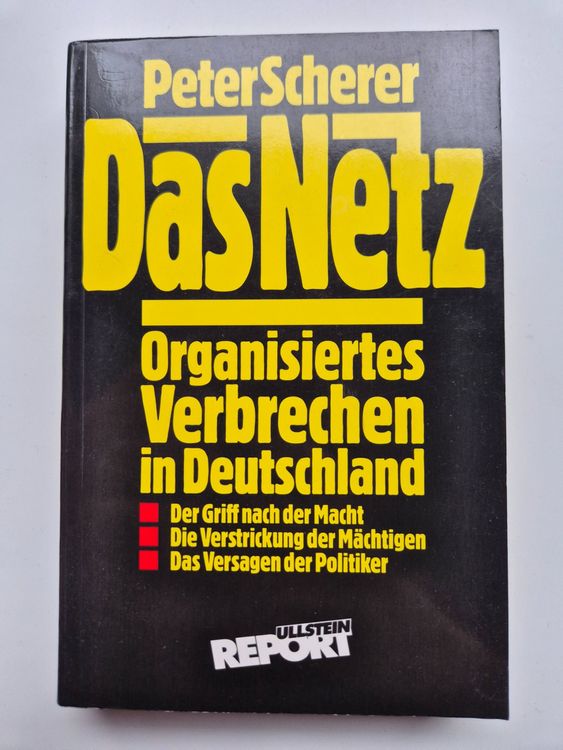 Peter Scherer
Das Netz
Organisiertes
Verbrechen
in Deutschland
Der Griff nach der Macht
Die Verstrickung der Mächtigen
Das Versagen der Politiker
ULLSTEIN
REPORT